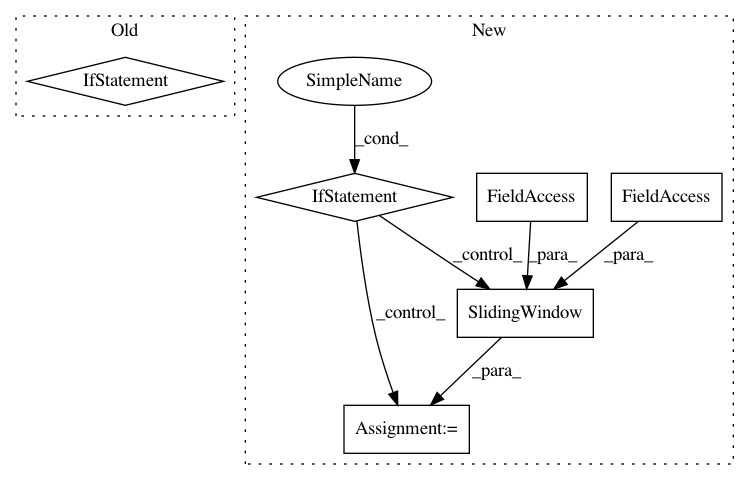 Old
New
IfStatement
SimpleName
_cond_
IfStatement
FieldAccess
FieldAccess
_control_
_para_
_para_
_control_
SlidingWindow
_para_
Assignment:=